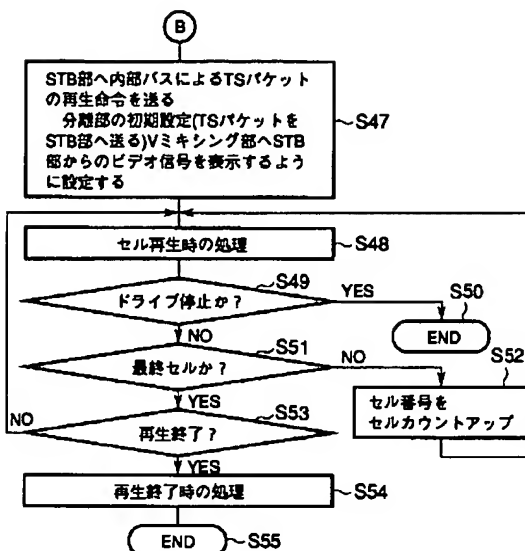 B
STB部へ内部バスによるTSパケット
の再生命令を送る
分離部の初期設定(TSパケットを
STB部へ送る)Vミキシング部へSTB
部からのビデオ信号を表示するよう
に設定する
S47
セル再生時の処理
S48
ドライブ停止か?
S49
YES
S50
END
NO
最終セルか?
S51
NO
S52
セル番号を
セルカウントアップ
YES
再生終了?
S53
NO
YES
再生終了時の処理
S54
END
S55